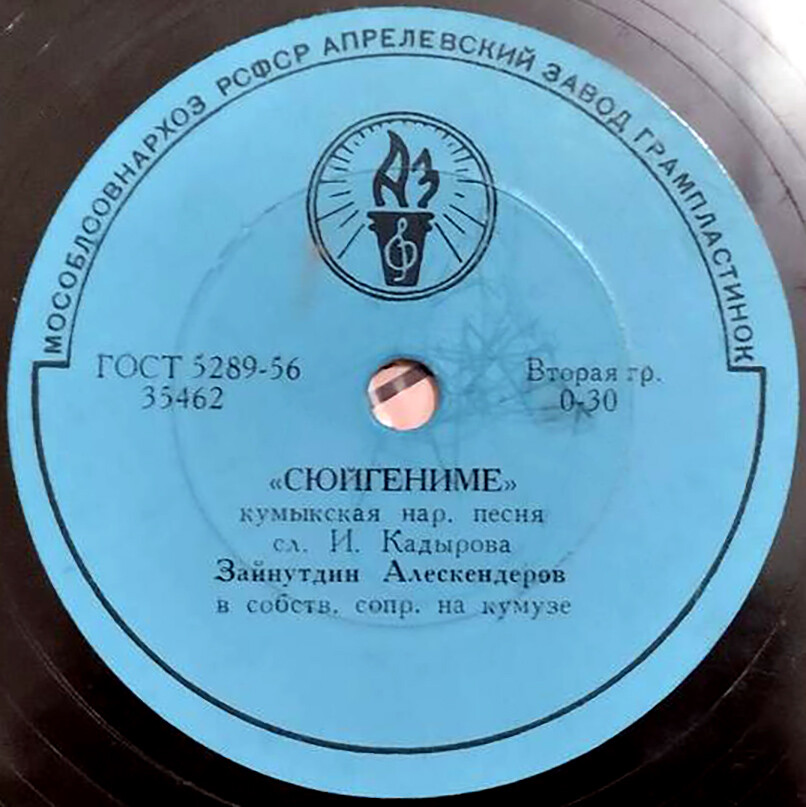 МОСОБЛСОВНАРХОЗ РСФСР АПРЕЛЕВСКИЙ ЗАВОД ГРАМПЛАСТИНОК
АЗ
ГОСТ 5289-56
35462
Вторая гр.
0-30
«СЮЙГЕНИМЕ»
кумыкская нар. песня
сл. И. Кадырова
Зайнутдин Алескендеров
в собств. сопр. на кумузе